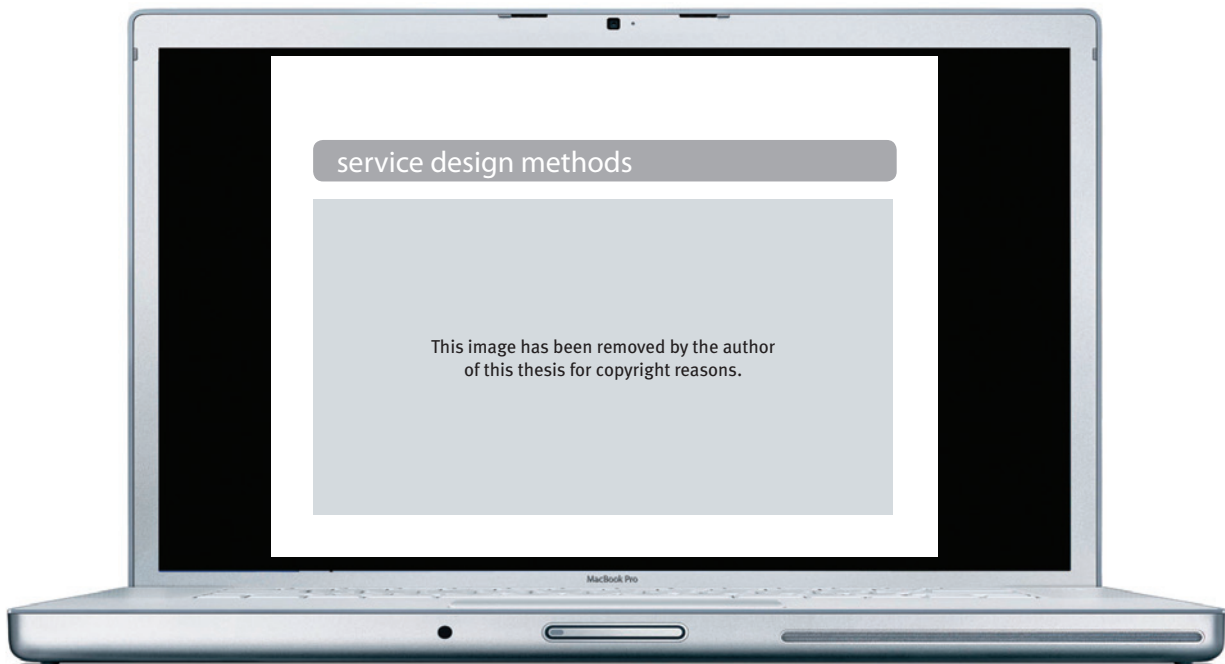 service design methods
This image has been removed by the author
of this thesis for copyright reasons.
MacBook Pro